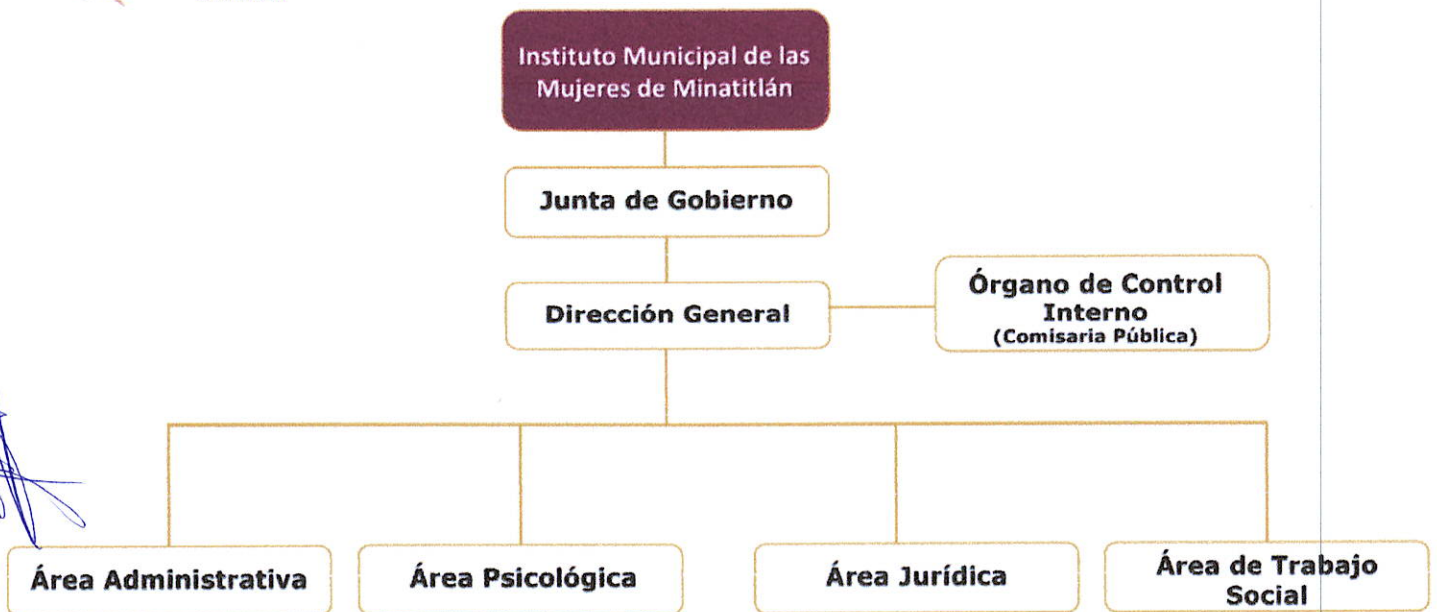 Instituto Municipal de las
Mujeres de Minatitlán
Junta de Gobierno
Dirección General
Órgano de Control
Interno
(Comisaria Pública)
Área Administrativa
Área Psicológica
Área Jurídica
Área de Trabajo
Social